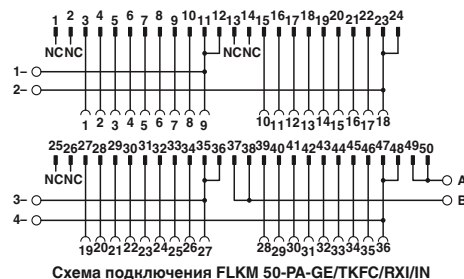 1 2 3 4 5 6 7 8 9 10 11 12 13 14 15 16 17 18 19 20 21 22 23 24
NC NC NC NC
1–
2–
1 2 3 4 5 6 7 8 9 10 11 12 13 14 15 16 17 18
25 26 27 28 29 30 31 32 33 34 35 36 37 38 39 40 41 42 43 44 45 46 47 48 49 50
NC NC
A
B
3–
4–
19 20 21 22 23 24 25 26 27 28 29 30 31 32 33 34 35 36
Схема подключения FLKM 50-PA-GE/TKFC/RXI/IN